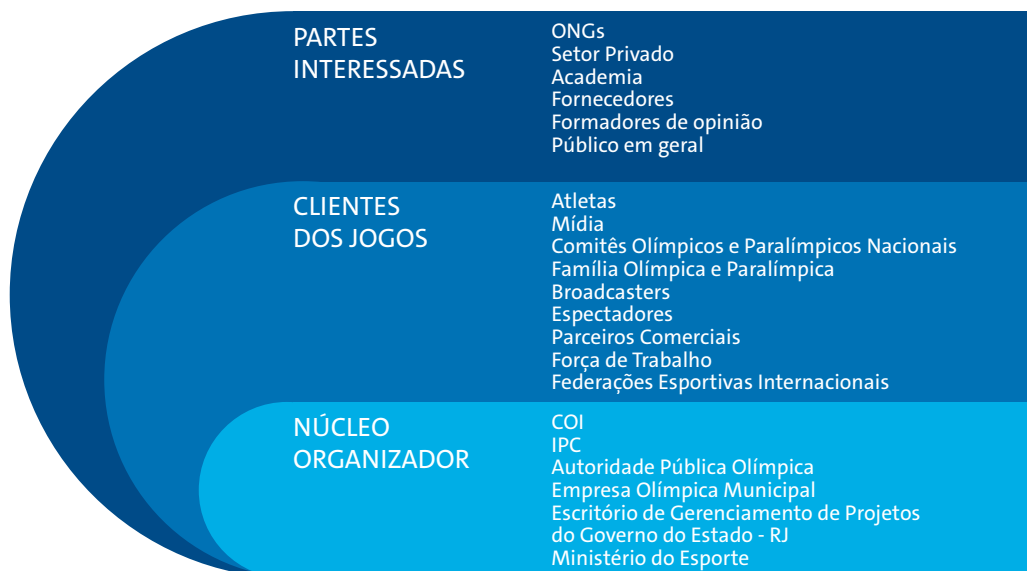 PARTES
INTERESSADAS
ONGs
Setor Privado
Academia
Fornecedores
Formadores de opinião
Público em geral
CLIENTES
DOS JOGOS
Atletas
Mídia
Comitês Olímpicos e Paralímpicos Nacionais
Família Olímpica e Paralímpica
Broadcasters
Espectadores
Parceiros Comerciais
Força de Trabalho
Federações Esportivas Internacionais
NÚCLEO
ORGANIZADOR
COI
IPC
Autoridade Pública Olímpica
Empresa Olímpica Municipal
Escritório de Gerenciamento de Projetos
do Governo do Estado - RJ
Ministério do Esporte